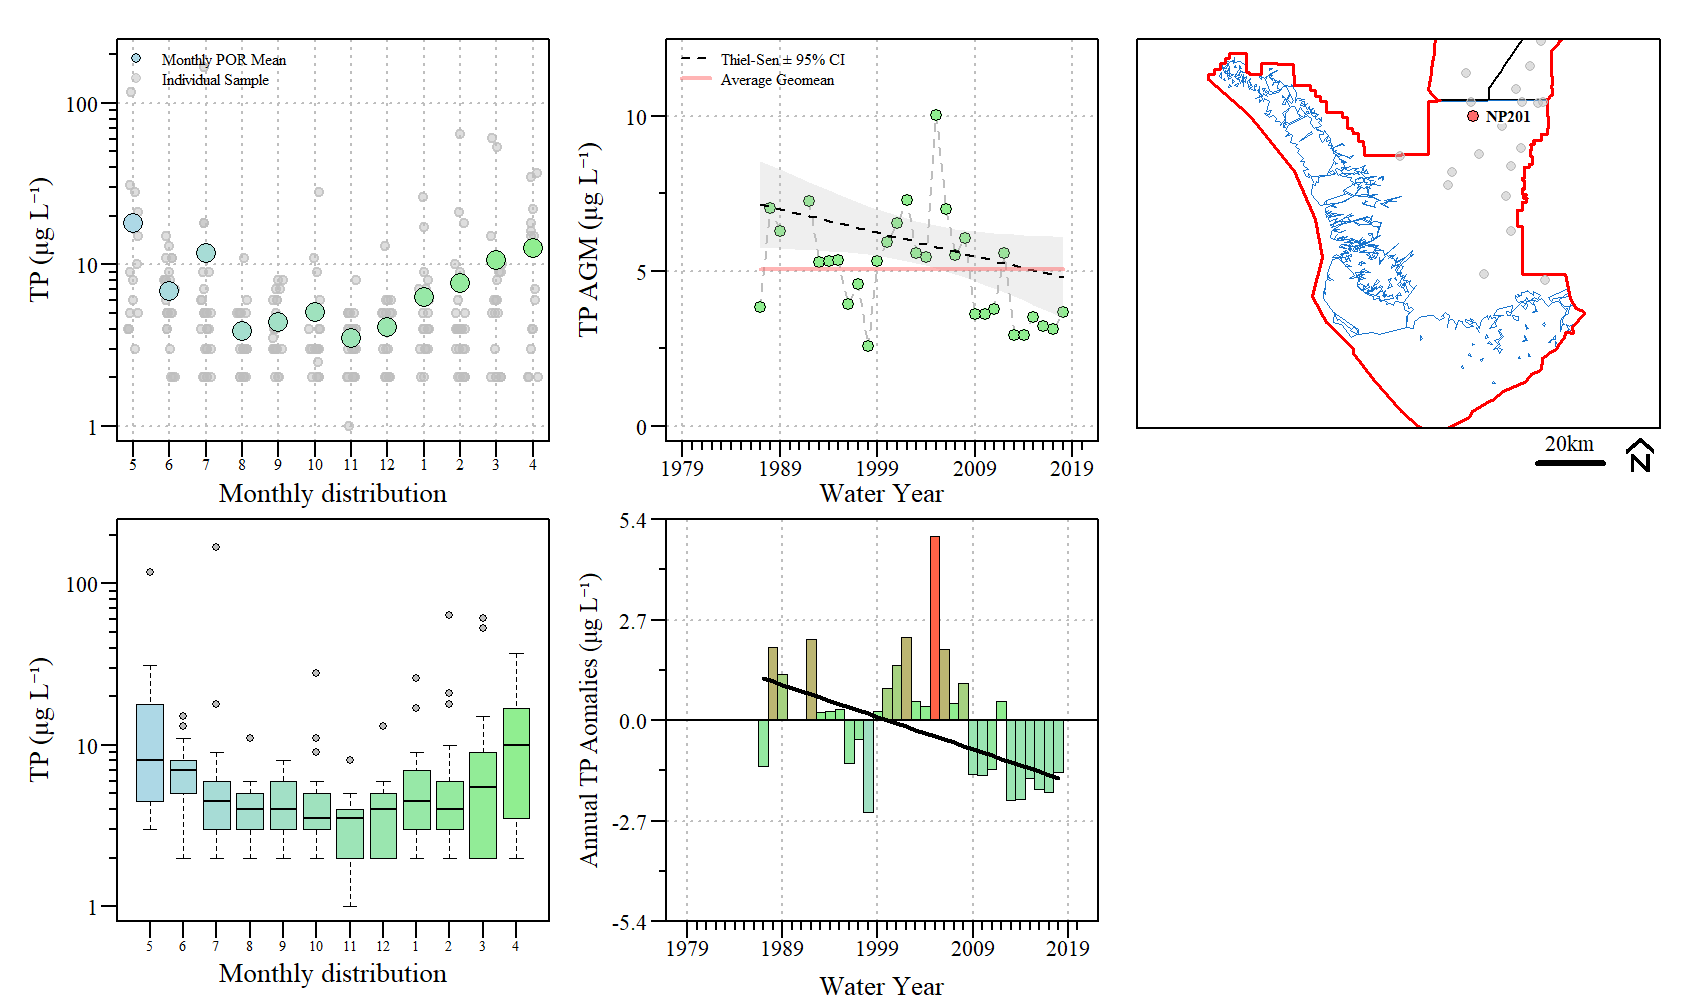 Monthly POR Mean
Individual Sample
100
10
1
TP (µg L⁻¹)
5 6 7 8 9 10 11 12 1 2 3 4
Monthly distribution
Thiel-Sen ± 95% CI
Average Geomean
10
5
0
TP AGM (µg L⁻¹)
1979 1989 1999 2009 2019
Water Year
NP201
20km
N
100
10
1
TP (µg L⁻¹)
5 6 7 8 9 10 11 12 1 2 3 4
Monthly distribution
5.4
2.7
0.0
-2.7
-5.4
Annual TP Aomalies (µg L⁻¹)
1979 1989 1999 2009 2019
Water Year